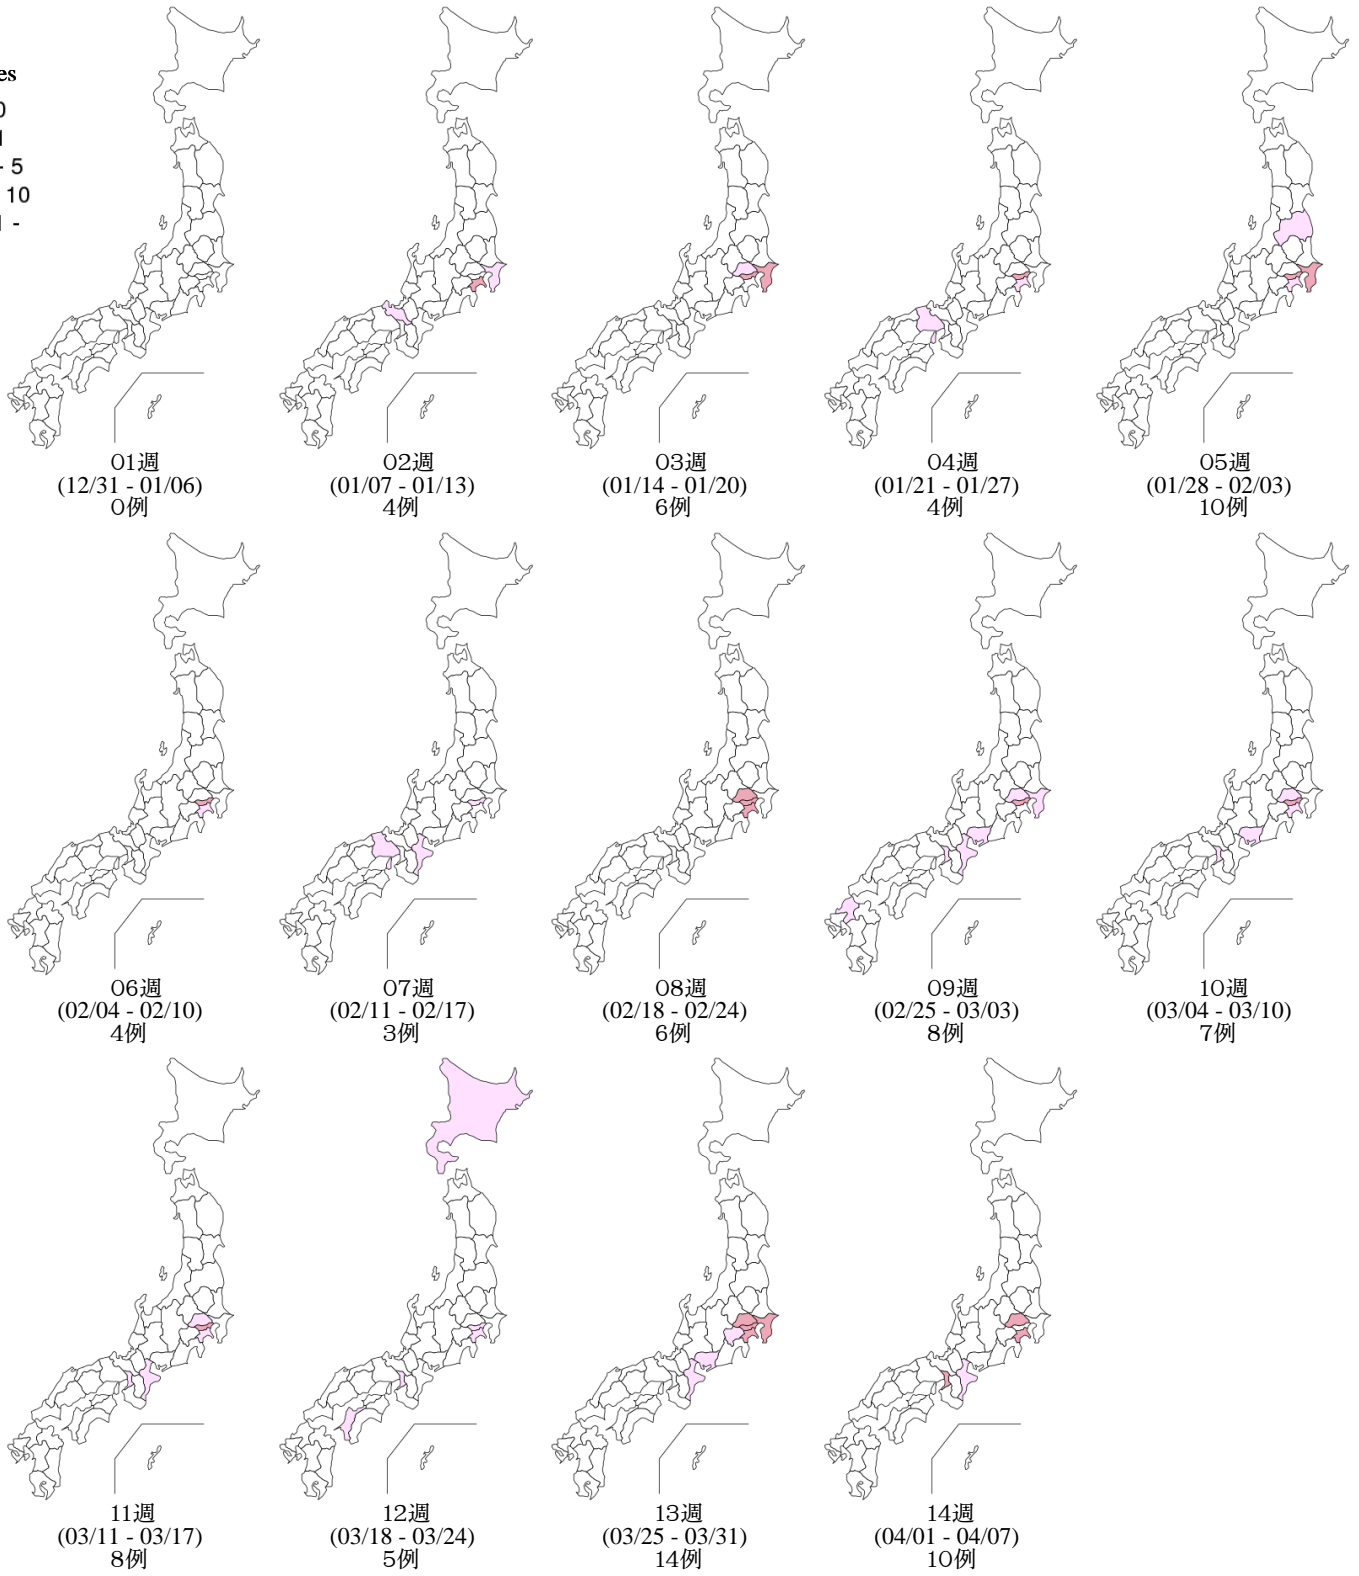 es
0
1
- 5
10
1 -
01週
(12/31 - 01/06)
0例
02週
(01/07 - 01/13)
4例
03週
(01/14 - 01/20)
6例
04週
(01/21 - 01/27)
4例
05週
(01/28 - 02/03)
10例
06週
(02/04 - 02/10)
4例
07週
(02/11 - 02/17)
3例
08週
(02/18 - 02/24)
6例
09週
(02/25 - 03/03)
8例
10週
(03/04 - 03/10)
7例
11週
(03/11 - 03/17)
8例
12週
(03/18 - 03/24)
5例
13週
(03/25 - 03/31)
14例
14週
(04/01 - 04/07)
10例